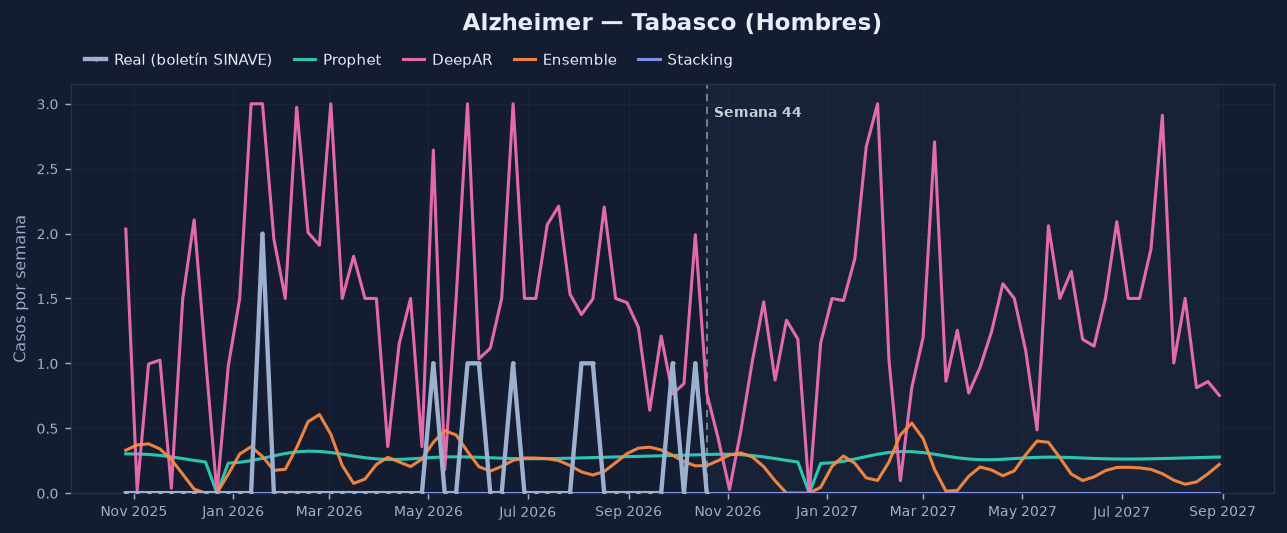 Alzheimer — Tabasco (Hombres)
Real (boletín SINAVE) Prophet DeepAR Ensemble Stacking
Semana 44
Casos por semana
3.0
2.5
2.0
1.5
1.0
0.5
0.0
Nov 2025 Jan 2026 Mar 2026 May 2026 Jul 2026 Sep 2026 Nov 2026 Jan 2027 Mar 2027 May 2027 Jul 2027 Sep 2027